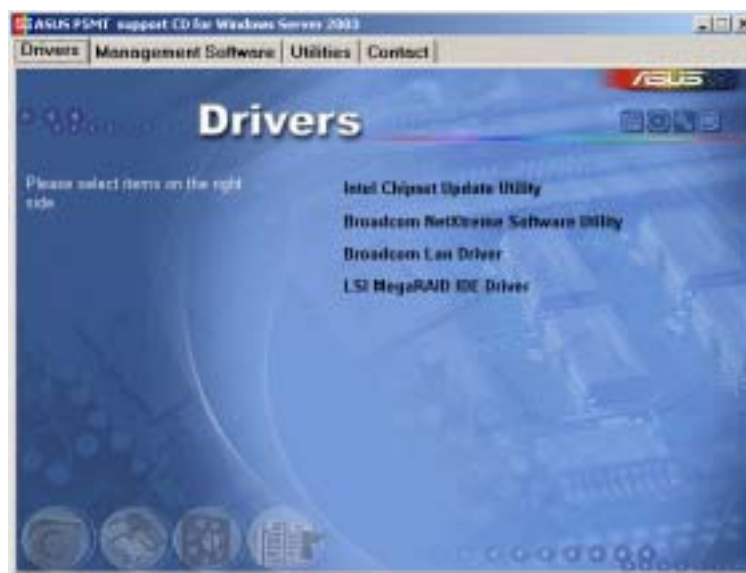 ASUS P5MT support CD for Windows Server 2003
Drivers Management Software Utilities Contact
ASUS
Drivers
Please select items on the right
side
Intel Chipset Update Utility
Broadcom NetXtreme Software Utility
Broadcom Lan Driver
LSI MegaRAID IDE Driver